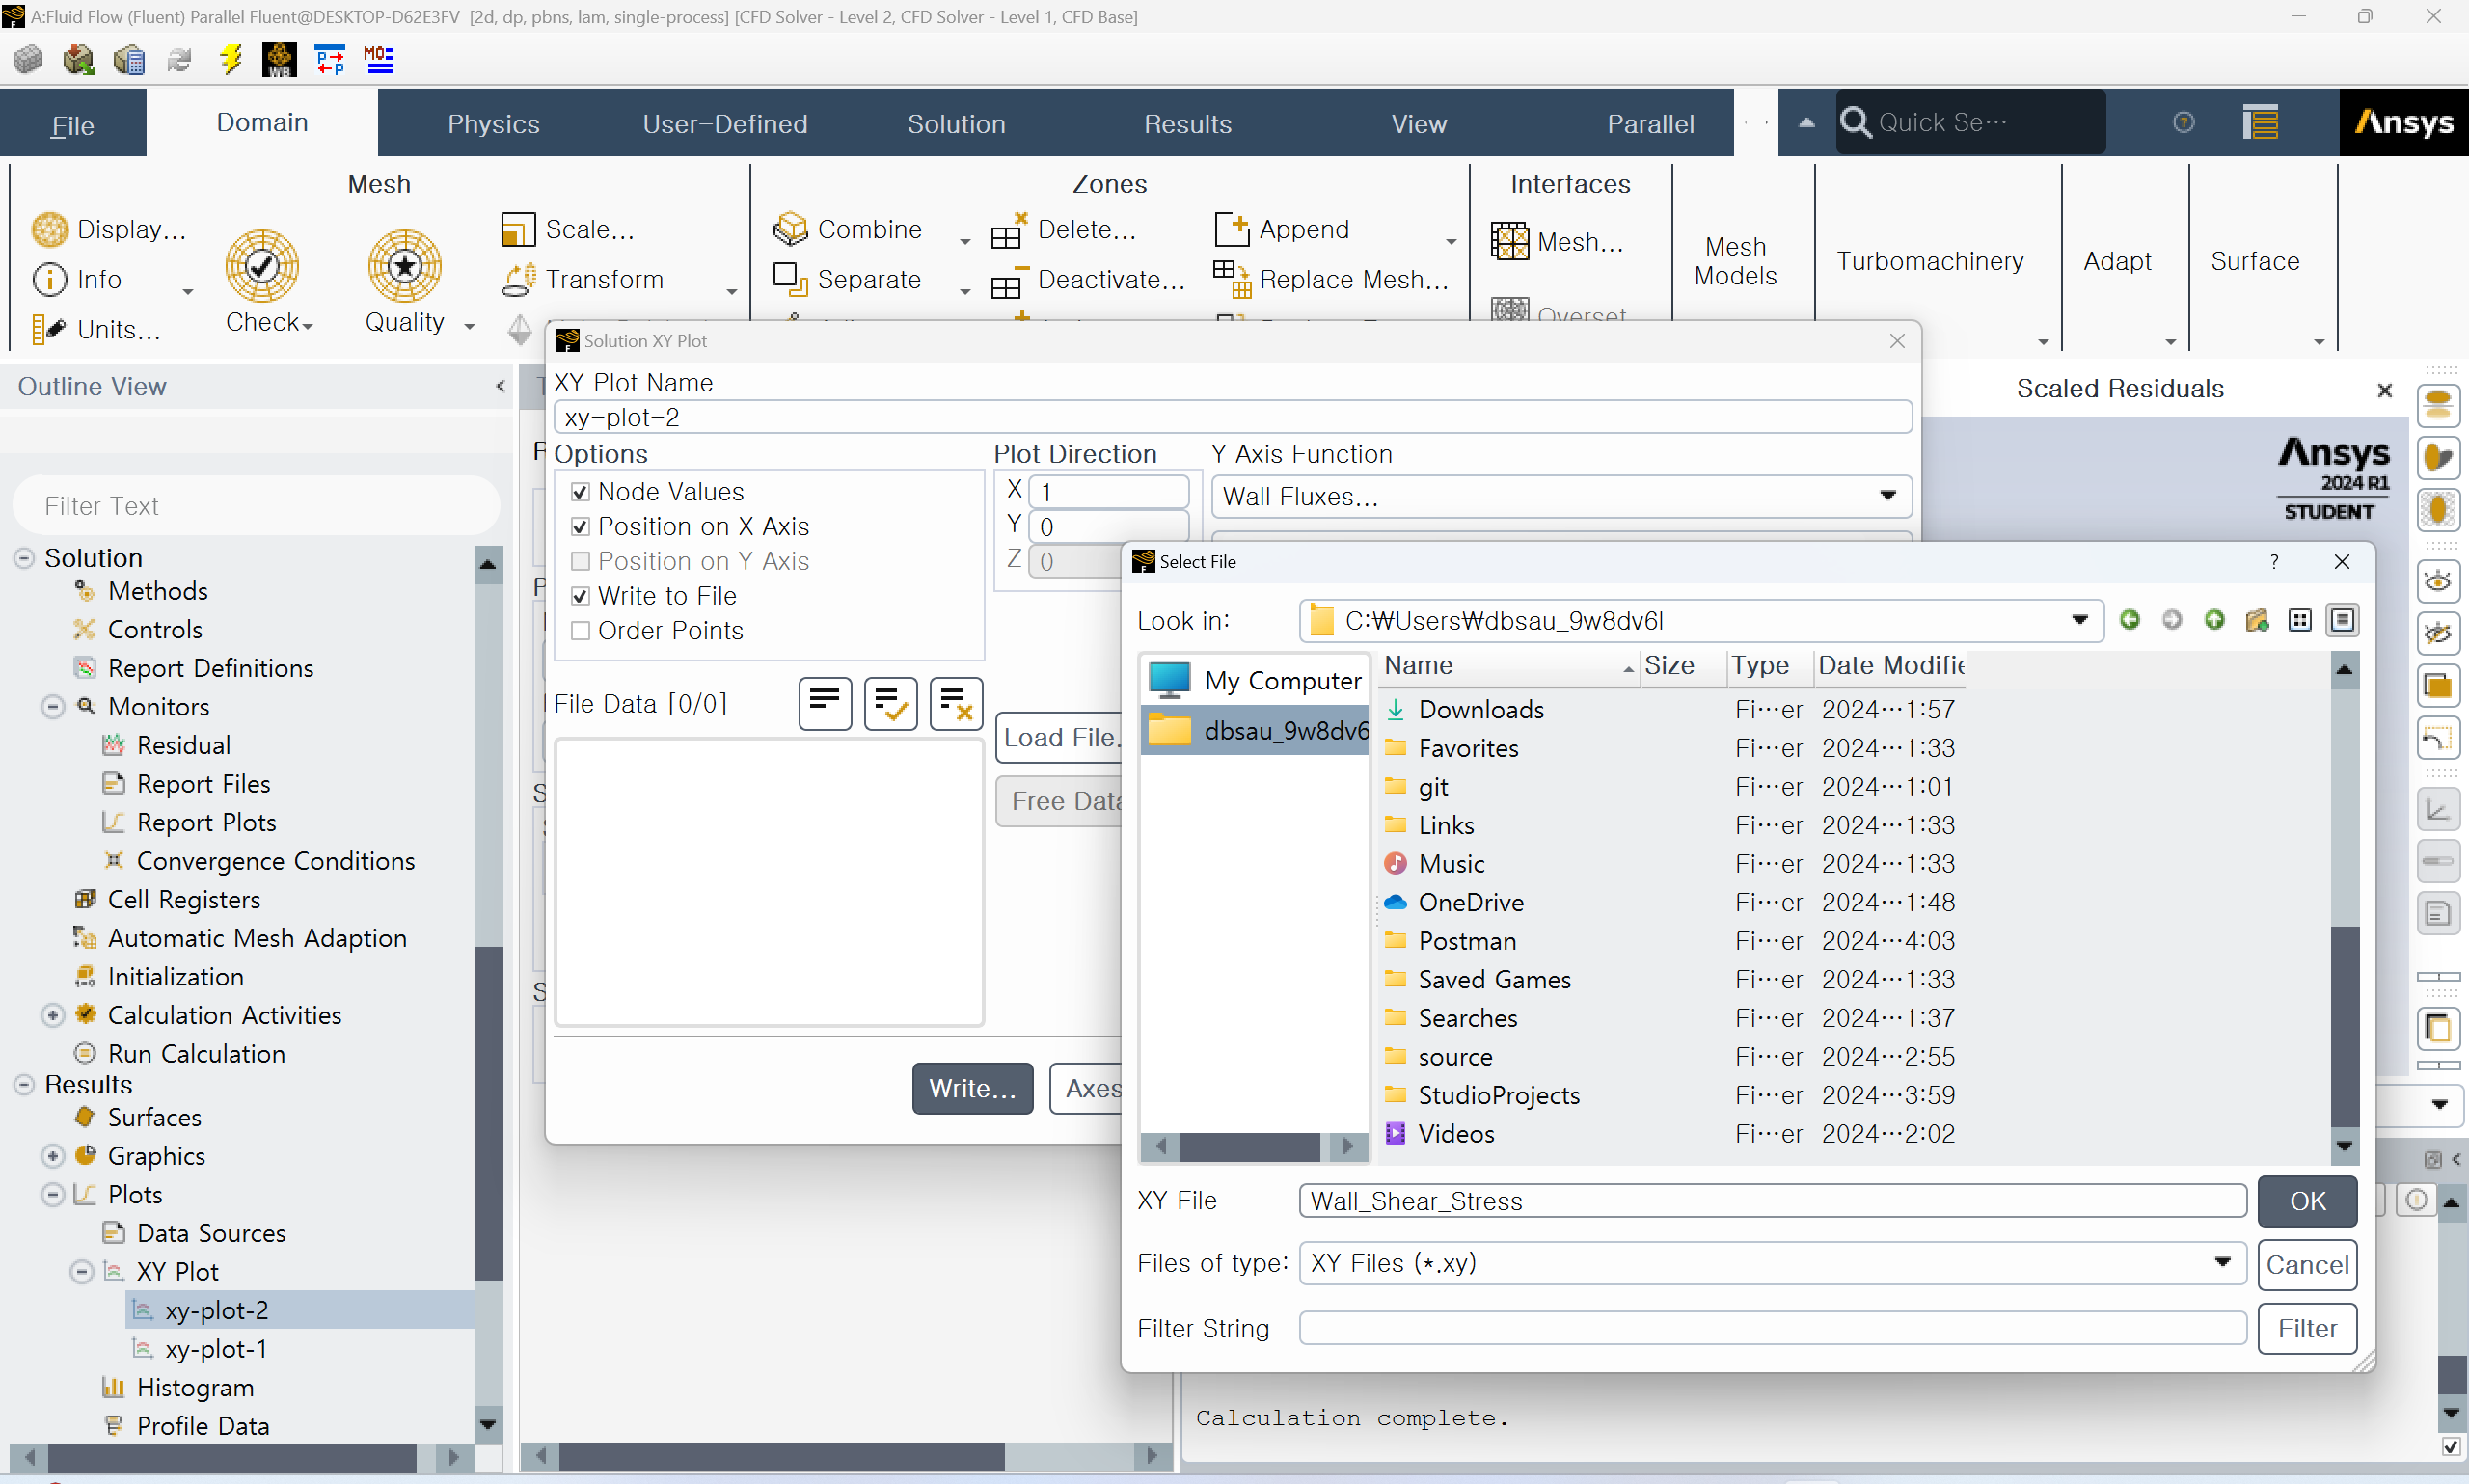 A:Fluid Flow (Fluent) Parallel Fluent@DESKTOP-D62E3FV [2d, dp, pbns, lam, single-process] [CFD Solver - Level 2, CFD Solver - Level 1, CFD Base]
File Domain Physics User-Defined Solution Results View Parallel Quick Se… Ansys
Mesh Zones Interfaces
Display... Scale... Combine Delete... Append Mesh... Mesh Models Turbomachinery Adapt Surface
Info Check Quality Transform Separate Deactivate... Replace Mesh...
Units... Overset
Outline View
Filter Text
Solution
Methods
Controls
Report Definitions
Monitors
Residual
Report Files
Report Plots
Convergence Conditions
Cell Registers
Automatic Mesh Adaption
Initialization
Calculation Activities
Run Calculation
Results
Surfaces
Graphics
Plots
Data Sources
XY Plot
xy-plot-2
xy-plot-1
Histogram
Profile Data
Solution XY Plot
XY Plot Name
xy-plot-2
Options
Node Values
Position on X Axis
Position on Y Axis
Write to File
Order Points
Plot Direction
X 1
Y 0
Z 0
Y Axis Function
Wall Fluxes...
File Data [0/0]
Load File.
Free Data
Write... Axes
Scaled Residuals
Ansys
2024 R1
STUDENT
Select File
Look in: C:₩Users₩dbsau_9w8dv6l
My Computer
dbsau_9w8dv6
Name Size Type Date Modifie
Downloads Fi…er 2024…1:57
Favorites Fi…er 2024…1:33
git Fi…er 2024…1:01
Links Fi…er 2024…1:33
Music Fi…er 2024…1:33
OneDrive Fi…er 2024…1:48
Postman Fi…er 2024…4:03
Saved Games Fi…er 2024…1:33
Searches Fi…er 2024…1:37
source Fi…er 2024…2:55
StudioProjects Fi…er 2024…3:59
Videos Fi…er 2024…2:02
XY File Wall_Shear_Stress OK
Files of type: XY Files (*.xy) Cancel
Filter String Filter
Calculation complete.